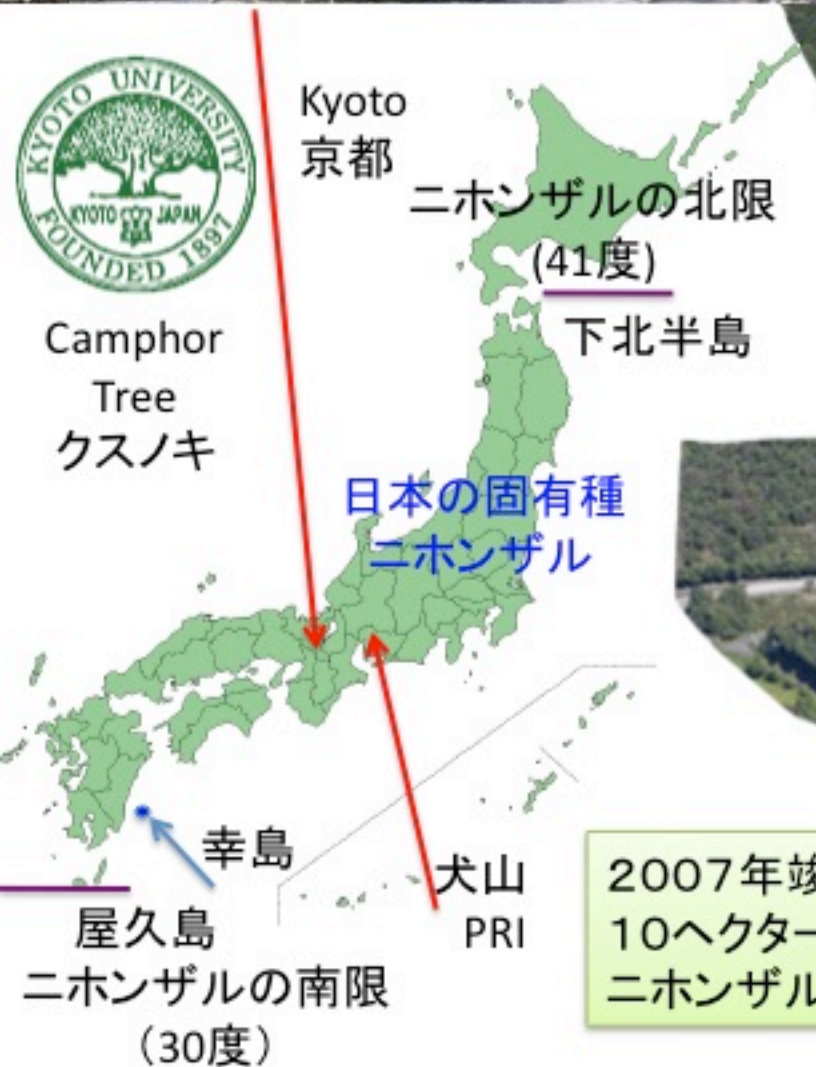 KYOTO UNIVERSITY
KYOTO JAPAN
FOUNDED 1897
Camphor
Tree
クスノキ
Kyoto
京都
ニホンザルの北限
(41度)
下北半島
日本の固有種
ニホンザル
幸島
屋久島
ニホンザルの南限
（30度）
犬山
PRI
2007年竣
10ヘクター
ニホンザル